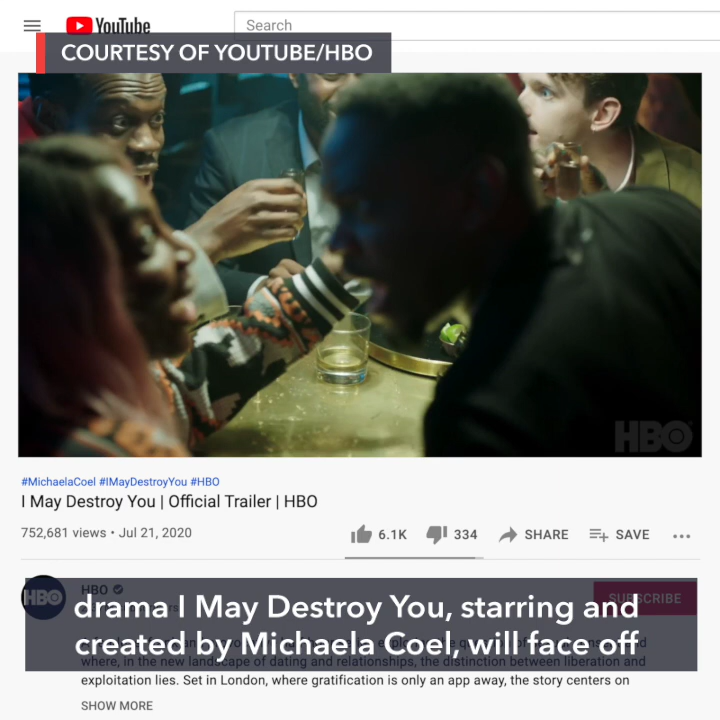 YouTube
Search
COURTESY OF YOUTUBE/HBO
HBO
#MichaelaCoel #IMayDestroyYou #HBO
I May Destroy You | Official Trailer | HBO
752,681 views • Jul 21, 2020
6.1K 334 SHARE SAVE
HBO
HBO
SUBSCRIBE
drama I May Destroy You, starring and
created by Michaela Coel, will face off
where, in the new landscape of dating and relationships, the distinction between liberation and
exploitation lies. Set in London, where gratification is only an app away, the story centers on
SHOW MORE